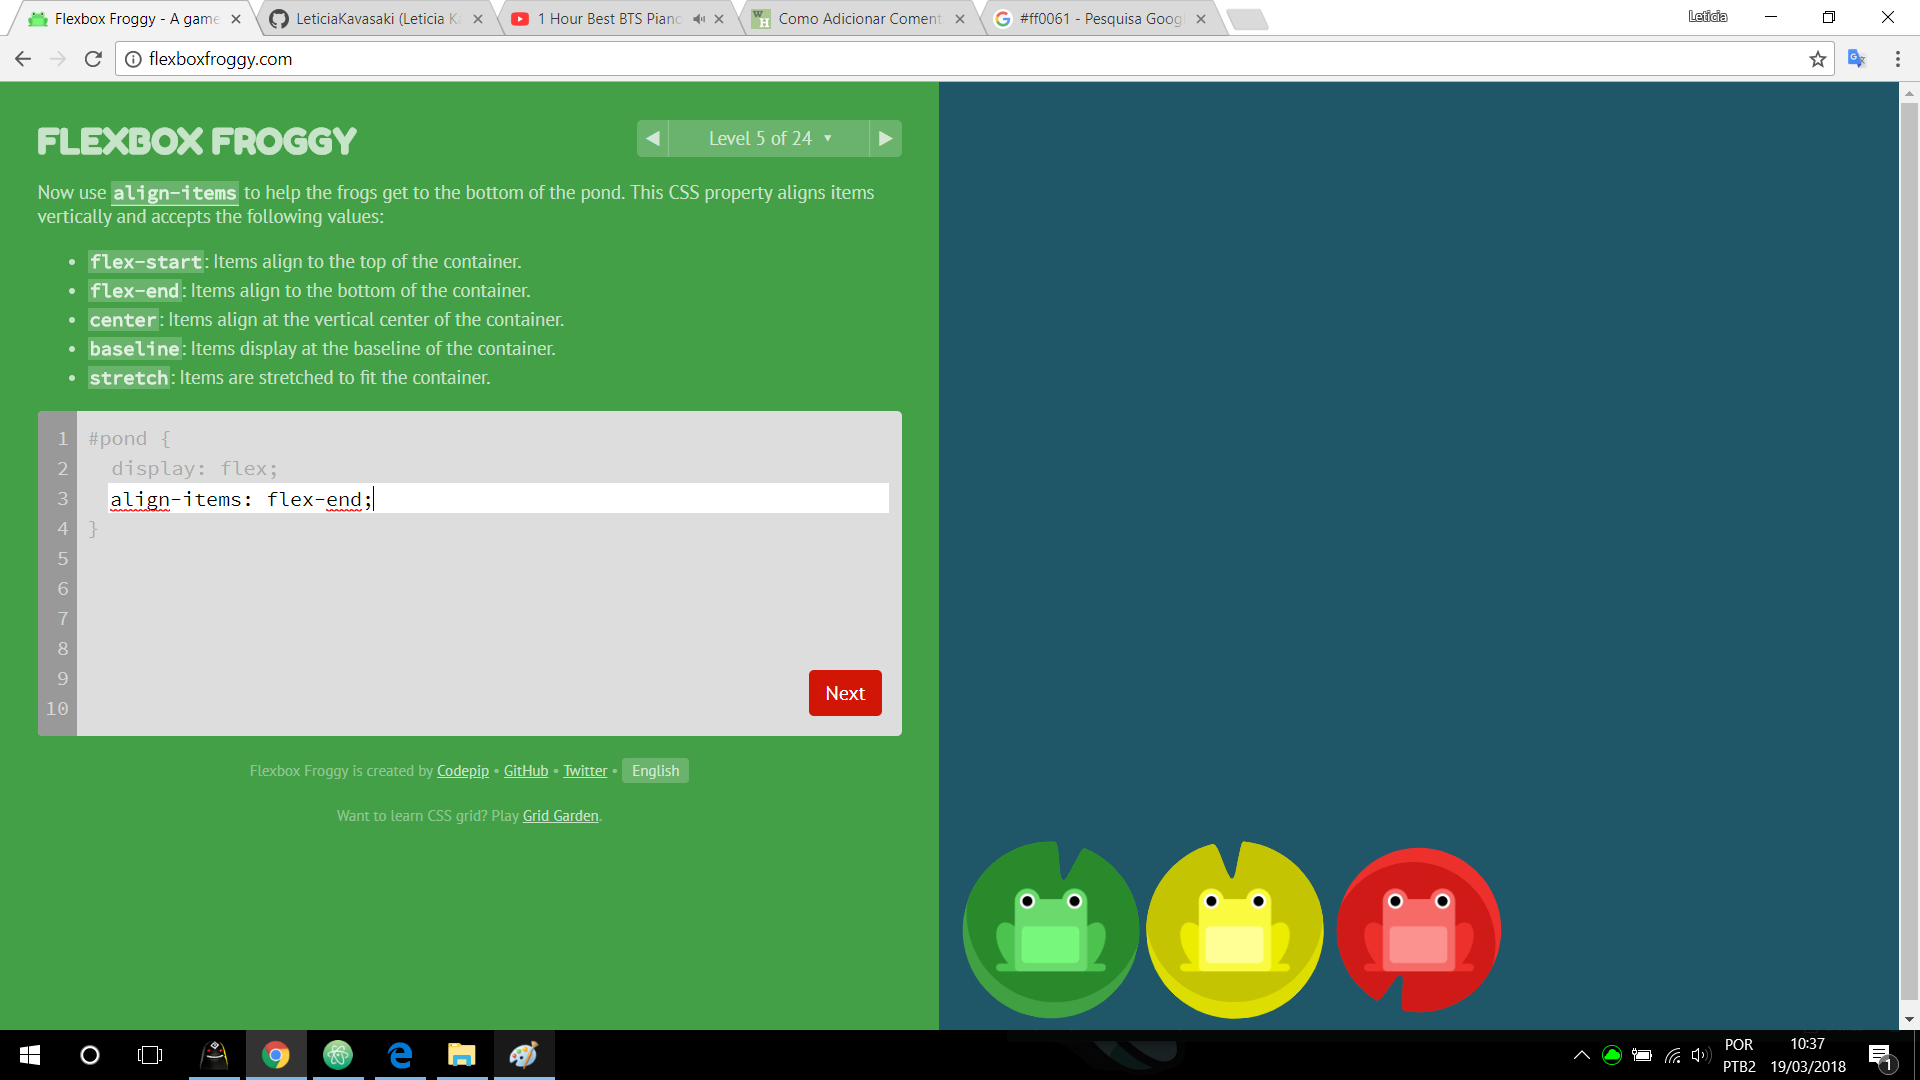 Flexbox Froggy - A game
LeticiaKavasaki (Leticia K
1 Hour Best BTS Piano
Como Adicionar Coment
#ff0061 - Pesquisa Goog
Leticia
flexboxfroggy.com
FLEXBOX FROGGY
Level 5 of 24
Now use align-items to help the frogs get to the bottom of the pond. This CSS property aligns items
vertically and accepts the following values:
• flex-start: Items align to the top of the container.
• flex-end: Items align to the bottom of the container.
• center: Items align at the vertical center of the container.
• baseline: Items display at the baseline of the container.
• stretch: Items are stretched to fit the container.
1 #pond {
2 display: flex;
3 align-items: flex-end;
4 }
5
6
7
8
9
10
Next
Flexbox Froggy is created by Codepip • GitHub • Twitter • English
Want to learn CSS grid? Play Grid Garden.
POR
PTB2
10:37
19/03/2018
1